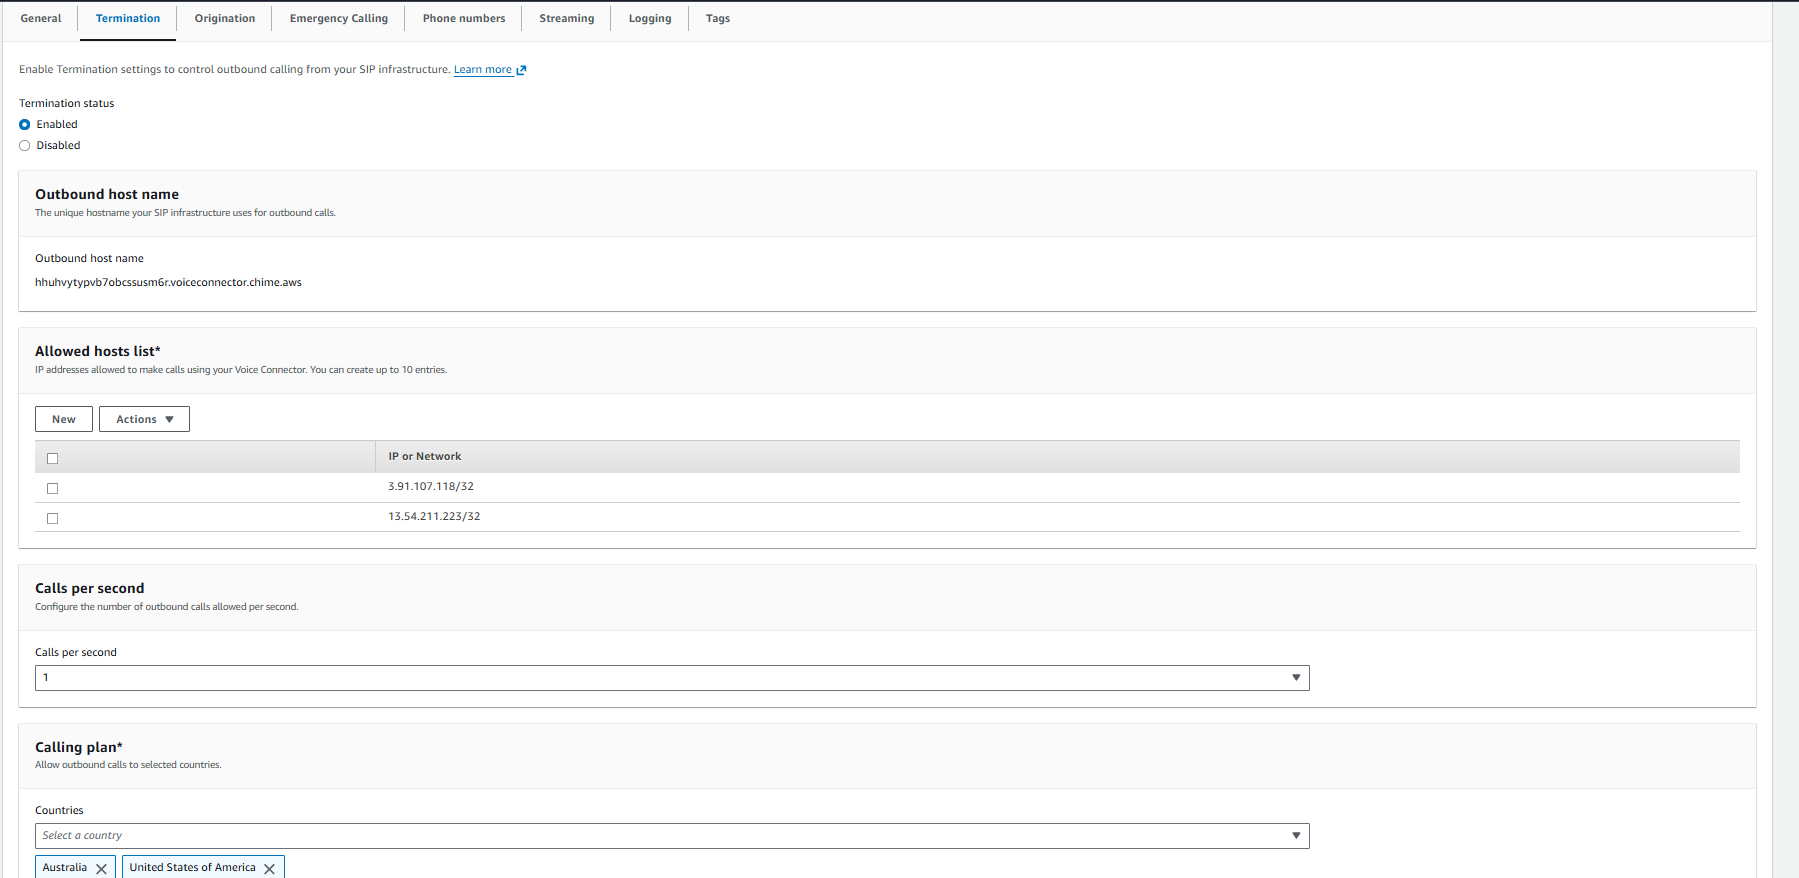 General Termination Origination Emergency Calling Phone numbers Streaming Logging Tags
Enable Termination settings to control outbound calling from your SIP infrastructure. Learn more
Termination status
Enabled
Disabled
Outbound host name
The unique hostname your SIP infrastructure uses for outbound calls.
Outbound host name
hhuhvytypvb7obcssusm6r.voiceconnector.chime.aws
Allowed hosts list*
IP addresses allowed to make calls using your Voice Connector. You can create up to 10 entries.
New Actions
IP or Network
3.91.107.118/32
13.54.211.223/32
Calls per second
Configure the number of outbound calls allowed per second.
Calls per second
1
Calling plan*
Allow outbound calls to selected countries.
Countries
Select a country
Australia United States of America